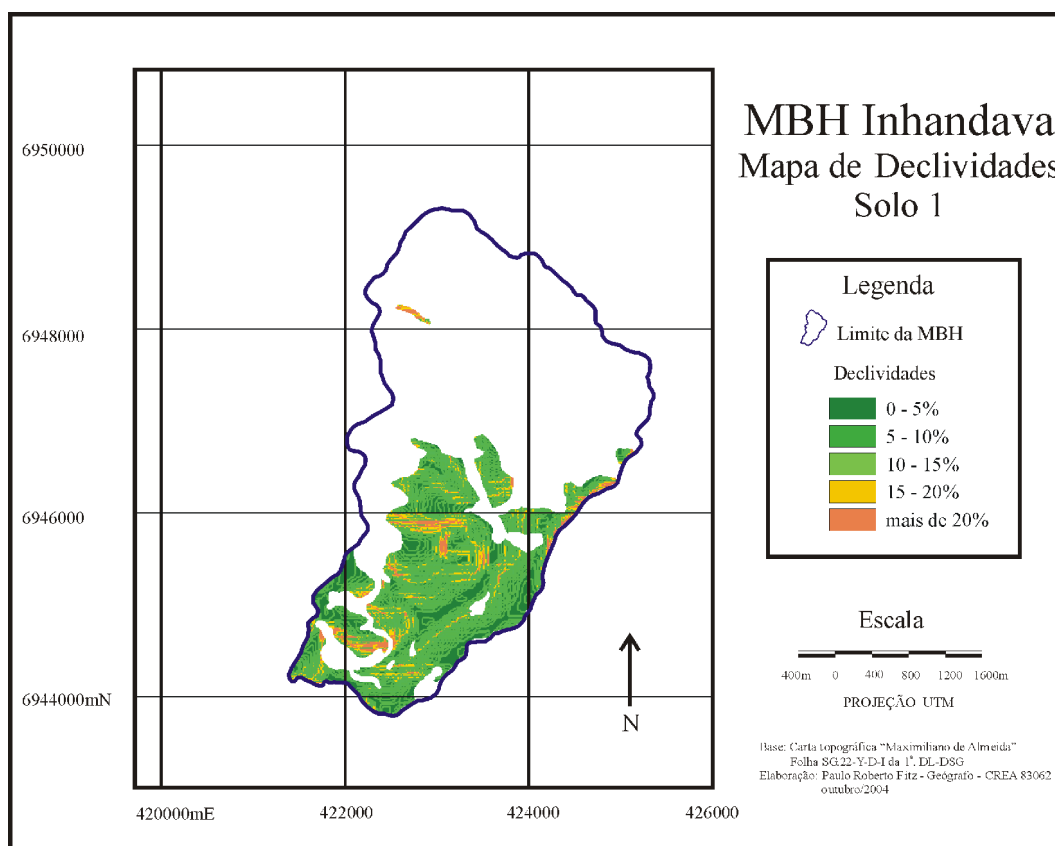 MBH Inhandava
Mapa de Declividades
Solo 1
6950000
6948000
6946000
6944000mN
420000mE
422000
424000
426000
N
Legenda
Limite da MBH
Declividades
0 - 5%
5 - 10%
10 - 15%
15 - 20%
mais de 20%
Escala
400m 0 400 800 1200 1600m
PROJEÇÃO UTM
Base: Carta topográfica “Maximiliano de Almeida”
Folha SG.22-Y-D-I da 1ª. DL-DSG
Elaboração: Paulo Roberto Fitz - Geógrafo - CREA 83062
outubro/2004